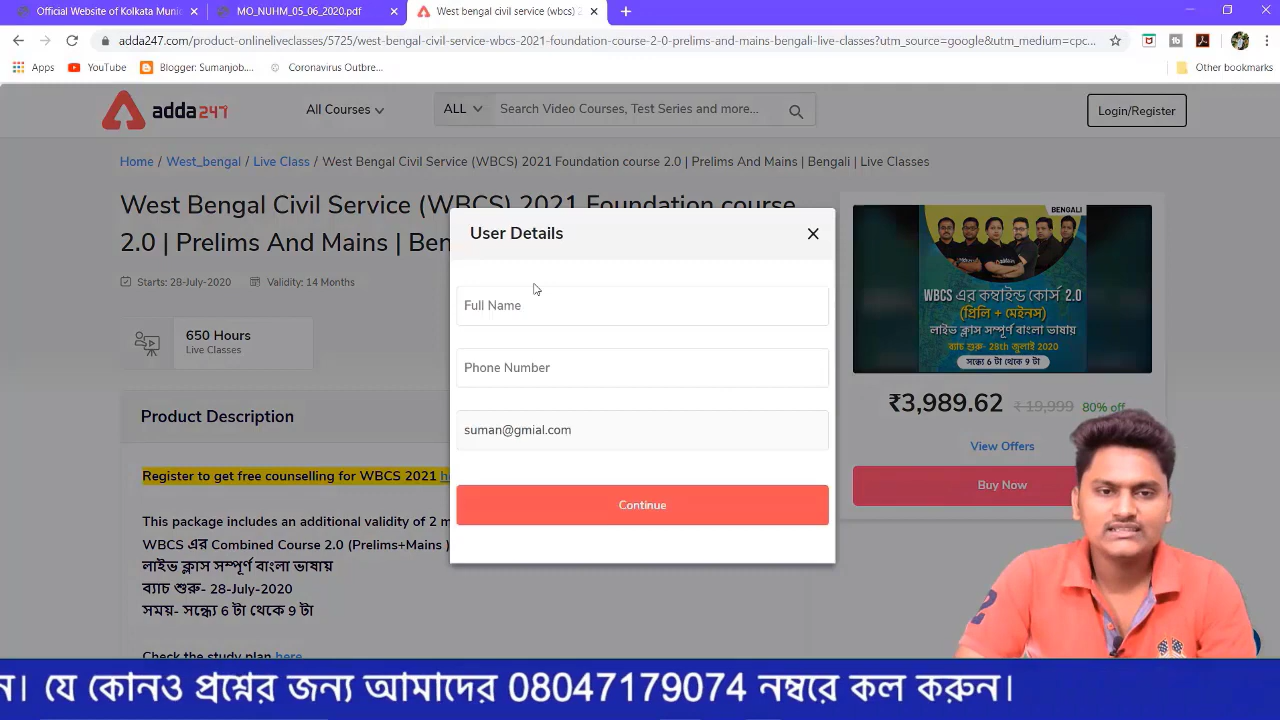 Official Website of Kolkata Muni
MO_NUHM_05_06_2020.pdf
West bengal civil service (wbcs) 2
adda247.com/product-onlineliveclasses/5725/west-bengal-civil-service-wbcs-2021-foundation-course-2-0-prelims-and-mains-bengali-live-classes?utm_source=google&utm_medium=cpc...
Apps
YouTube
Blogger: Sumanjob....
Coronavirus Outbre...
Other bookmarks
adda247
All Courses
ALL
Search Video Courses, Test Series and more...
Login/Register
Home / West_bengal / Live Class / West Bengal Civil Service (WBCS) 2021 Foundation course 2.0 | Prelims And Mains | Bengali | Live Classes
West Bengal Civil Service (WBCS) 2021 Foundation course
2.0 | Prelims And Mains | Ben
Starts: 28-July-2020
Validity: 14 Months
650 Hours
Live Classes
Product Description
Register to get free counselling for WBCS 2021 h
This package includes an additional validity of 2 m
WBCS এর Combined Course 2.0 (Prelims+Mains )
লাইভ ক্লাস সম্পূর্ণ বাংলা ভাষায়
ব্যাচ শুরু- 28-July-2020
সময়- সন্ধ্যে 6 টা থেকে 9 টা
Check the study plan here
User Details
Full Name
Phone Number
suman@gmial.com
Continue
BENGALI
WBCS এর কম্বাইন্ড কোর্স 2.0
(প্রিলি + মেইনস)
লাইভ ক্লাস সম্পূর্ণ বাংলা ভাষায়
ব্যাচ শুরু- 28th জুলাই 2020
সন্ধ্যে 6 টা থেকে 9 টা
₹3,989.62 ₹ 19,999 80% off
View Offers
Buy Now
2
ন। যে কোনও প্রশ্নের জন্য আমাদের 08047179074 নম্বরে কল করুন।